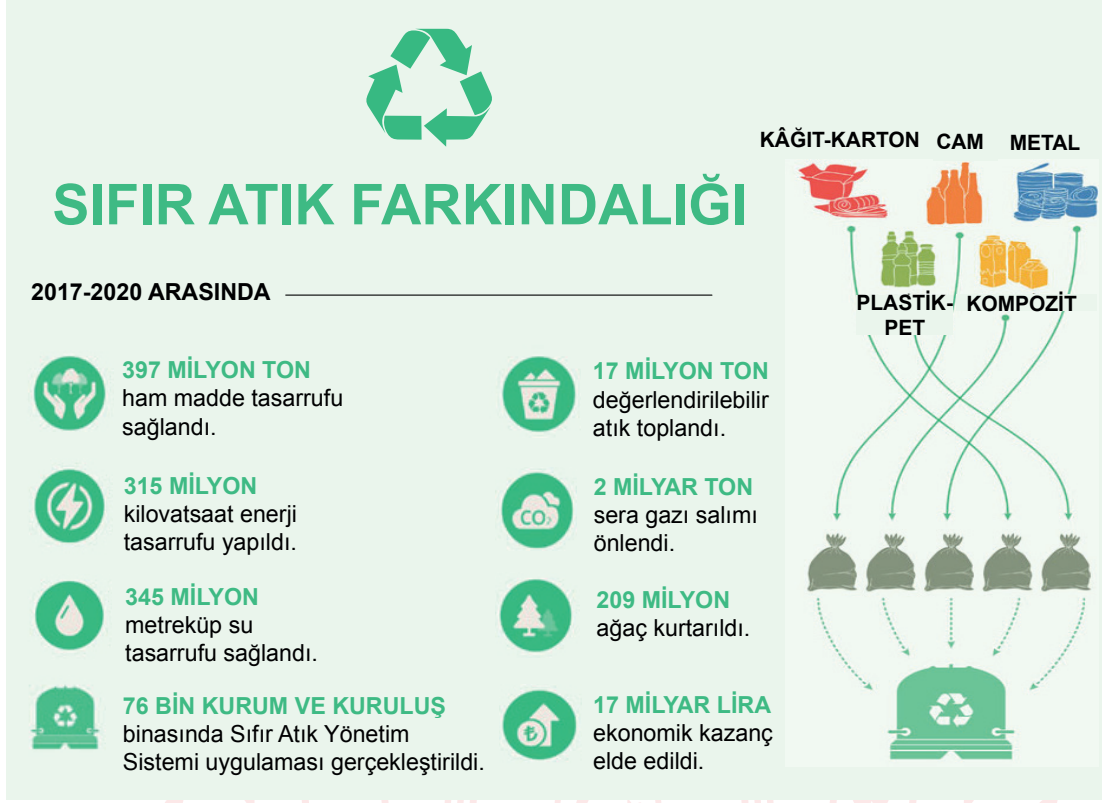 SIFIR ATIK FARKINDALIĞI
2017-2020 ARASINDA
397 MİLYON TON
ham madde tasarrufu
sağlandı.
315 MİLYON
kilovatsaat enerji
tasarrufu yapıldı.
345 MİLYON
metreküp su
tasarrufu sağlandı.
76 BİN KURUM VE KURULUŞ
binasında Sıfır Atık Yönetim
Sistemi uygulaması gerçekleştirildi.
17 MİLYON TON
değerlendirilebilir
atık toplandı.
CO₂
2 MİLYAR TON
sera gazı salımı
önlendi.
209 MİLYON
ağaç kurtarıldı.
₺
17 MİLYAR LİRA
ekonomik kazanç
elde edildi.
KÂĞIT-KARTON CAM METAL
PLASTİK-
PET
KOMPOZİT